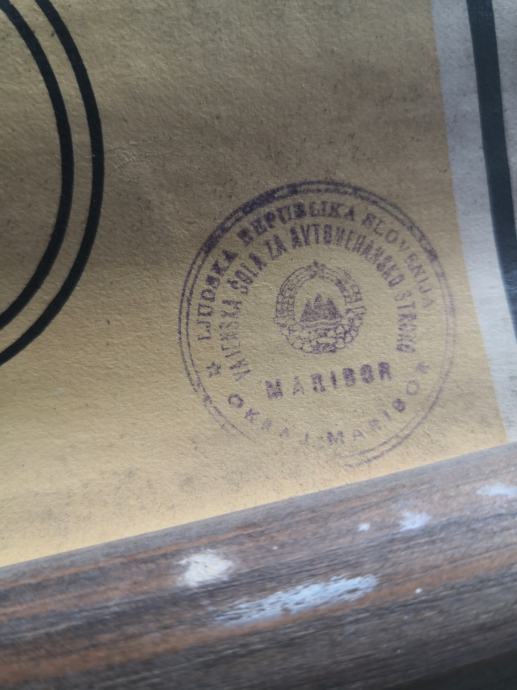 LJUDSKA REPUBLIKA SLOVENIJA
VAJENSKA ŠOLA ZA AVTOMEHANSKO STROKO
MARIBOR
OKRAJ MARIBOR